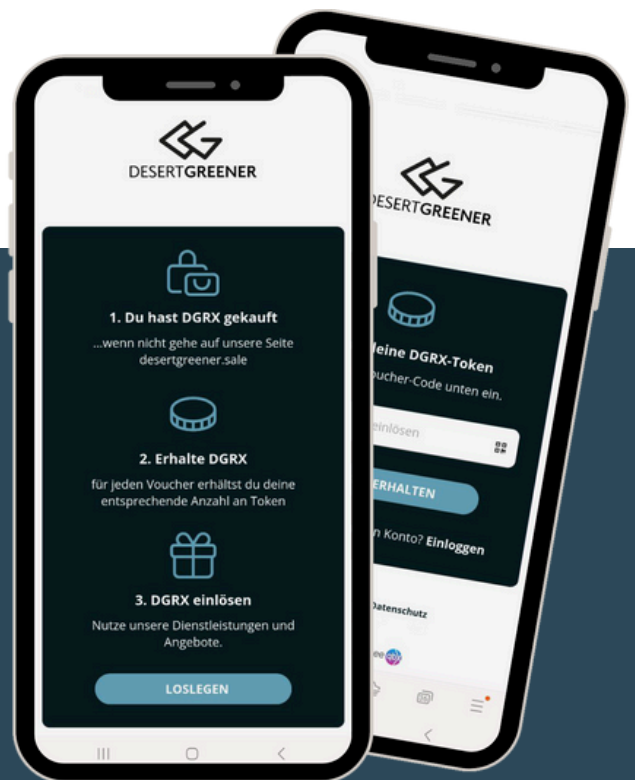 DESERTGREENER
1. Du hast DGRX gekauft
...wenn nicht gehe auf unsere Seite
desertgreener.sale
2. Erhalte DGRX
für jeden Voucher erhältst du deine
entsprechende Anzahl an Token
3. DGRX einlösen
Nutze unsere Dienstleistungen und
Angebote.
LOSLEGEN
DESERTGREENER
deine DGRX-Token
Voucher-Code unten ein.
einlösen
ERHALTEN
Konto? Einloggen
Datenschutz